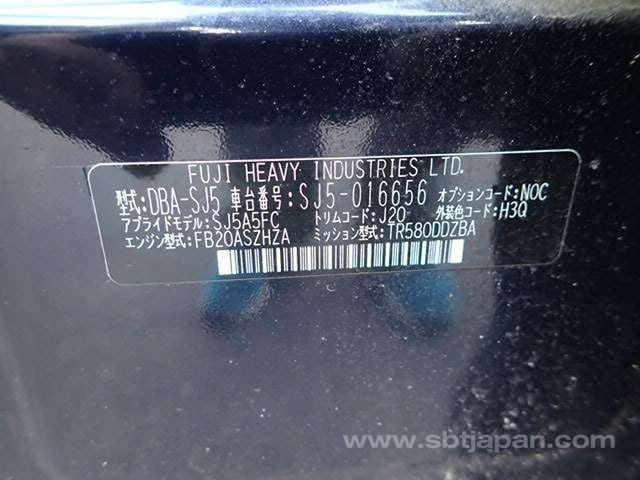 FUJI HEAVY INDUSTRIES LTD.
型式:DBA-SJ5 車台番号:SJ5-016656 オプションコード:NOC
アプライドモデル:SJ5A5FC トリムコード:J20 外装色コード:H3Q
エンジン型式:FB20ASZHZA ミッション型式:TR580DDZBA
www.sbtjapan.com